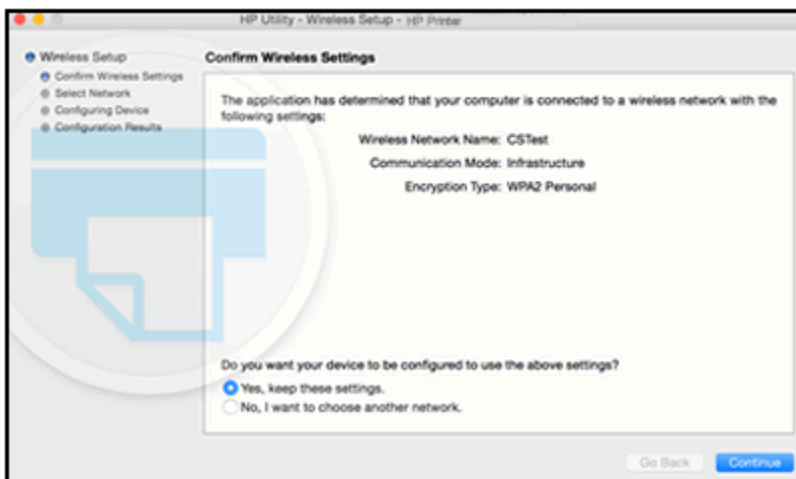 HP Utility - Wireless Setup - HP Printer
Wireless Setup
Confirm Wireless Settings
Select Network
Configuring Device
Configuration Results
Confirm Wireless Settings
The application has determined that your computer is connected to a wireless network with the
following settings:
Wireless Network Name: CSTest
Communication Mode: Infrastructure
Encryption Type: WPA2 Personal
Do you want your device to be configured to use the above settings?
Yes, keep these settings.
No, I want to choose another network.
Go Back
Continue